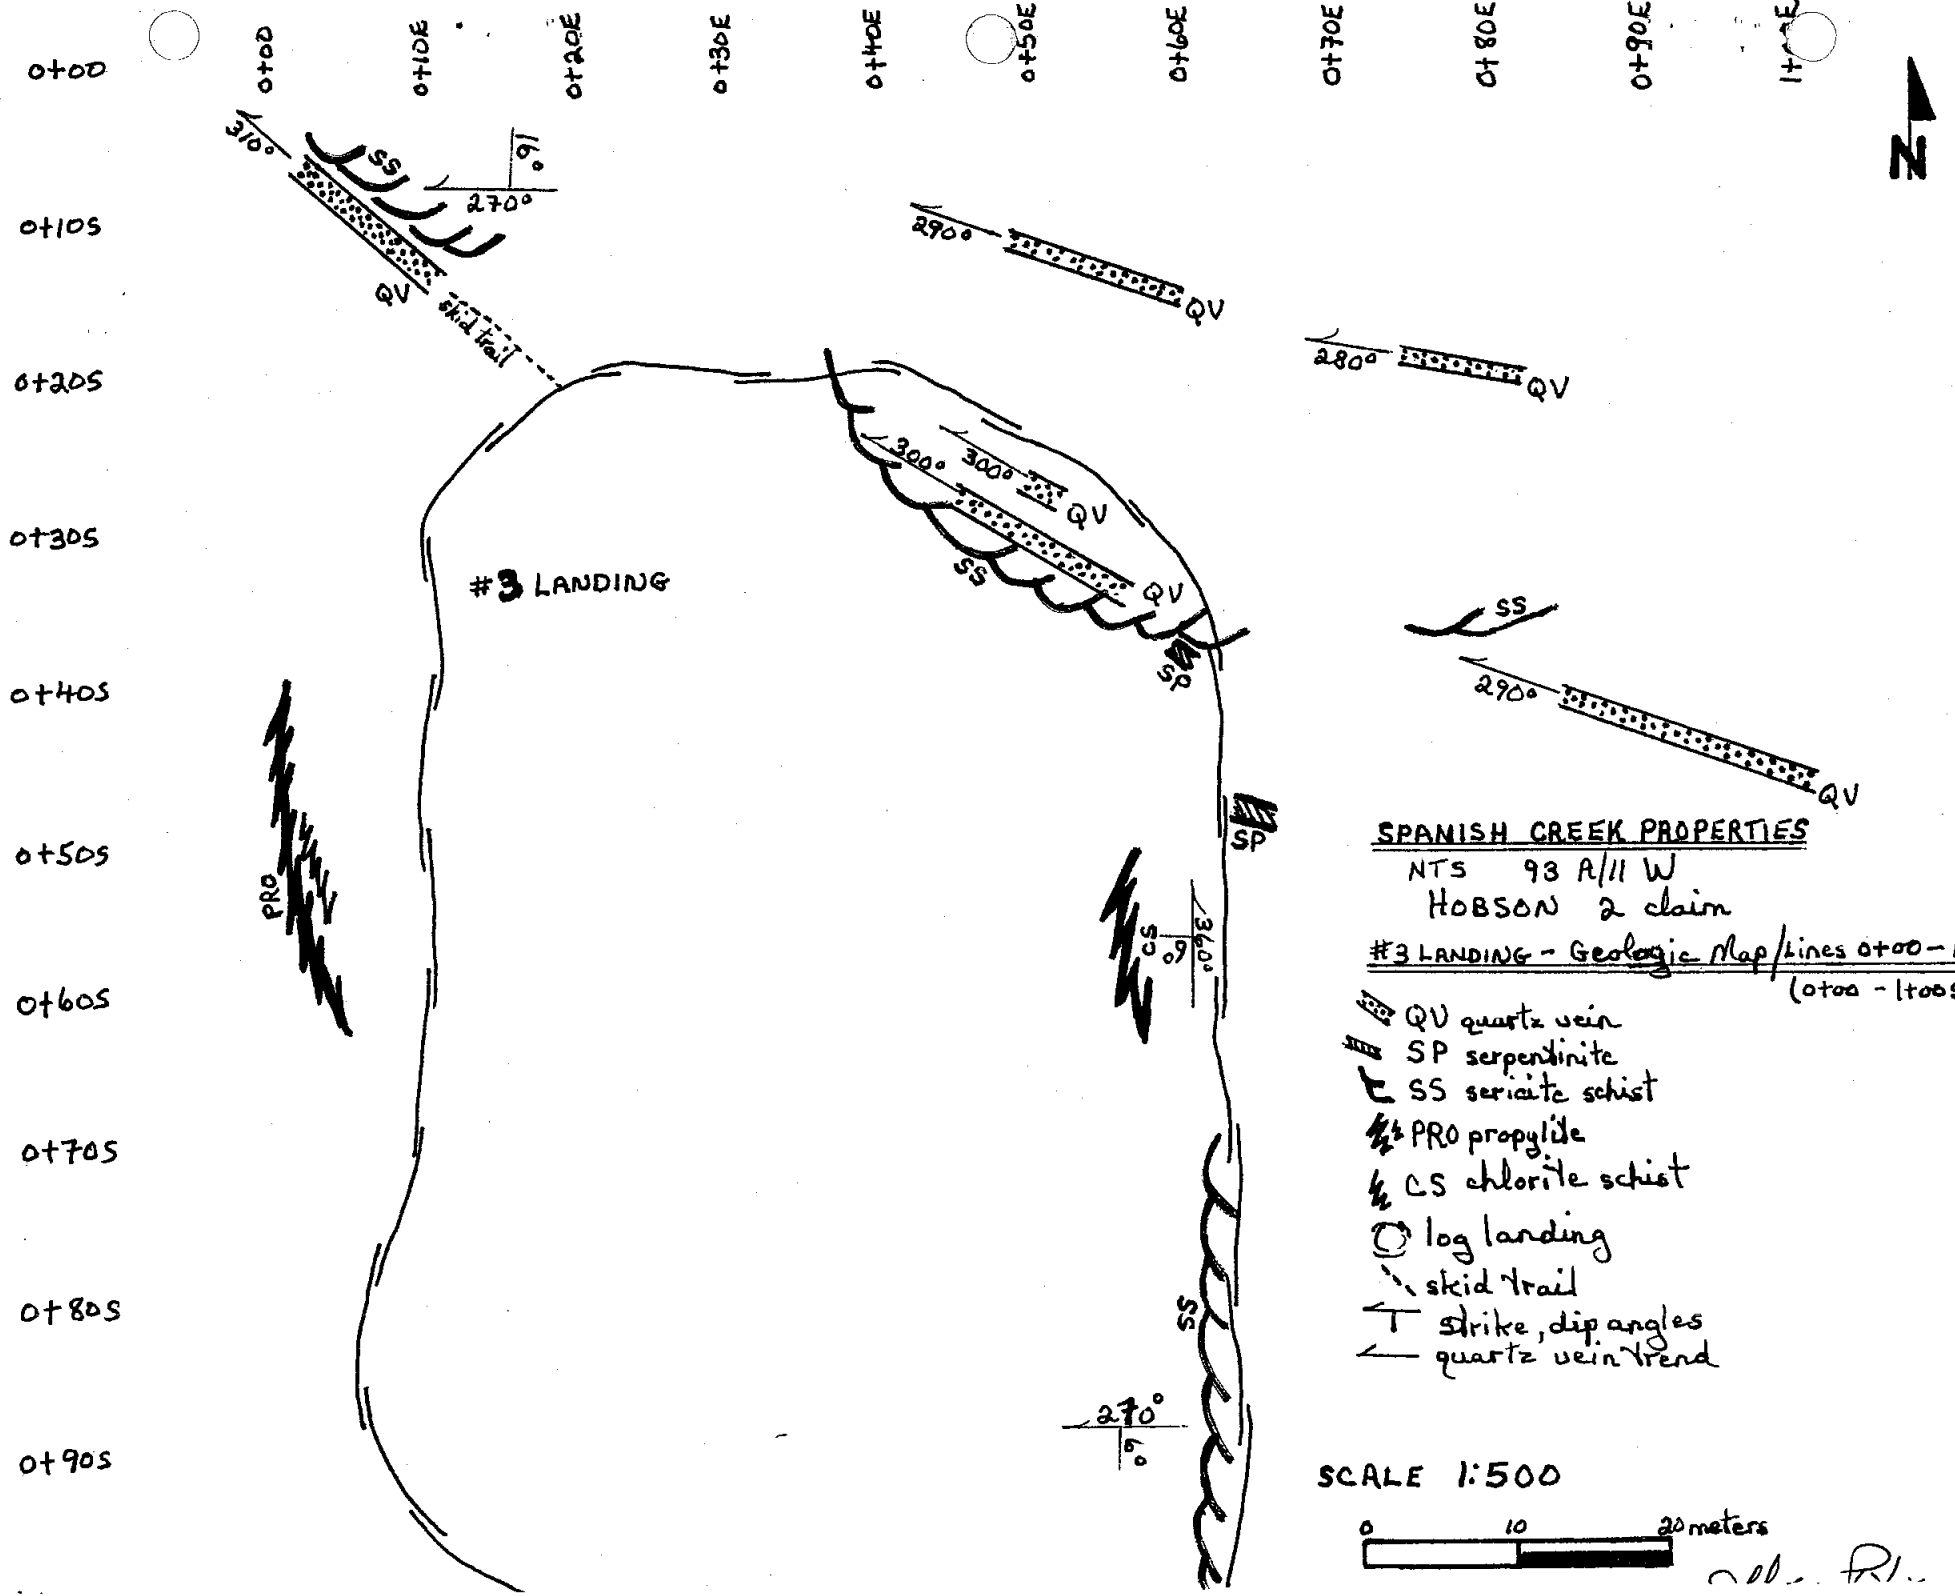 0+00
0+10E
0+20E
0+30E
0+40E
0+50E
0+60E
0+70E
0+80E
0+90E
0+00
0+10S
0+20S
0+30S
0+40S
0+50S
0+60S
0+70S
0+80S
0+90S
N
310°
SS
16°
270°
QV
skid trail
290°
QV
280°
QV
300°
300°
QV
SS
QV
SP
#3 LANDING
SS
290°
QV
PRO
SP
CS
360°
6°
SS
270°
6°
SPANISH CREEK PROPERTIES
NTS 93 A/11 W
HOBSON 2 claim
#3 LANDING - Geologic Map/Lines 0+00 -
(0+00 - 1+00S
QV quartz vein
SP serpentinite
SS sericite schist
PRO propylite
CS chlorite schist
log landing
skid trail
strike, dip angles
quartz vein trend
SCALE 1:500
0 10 20 meters